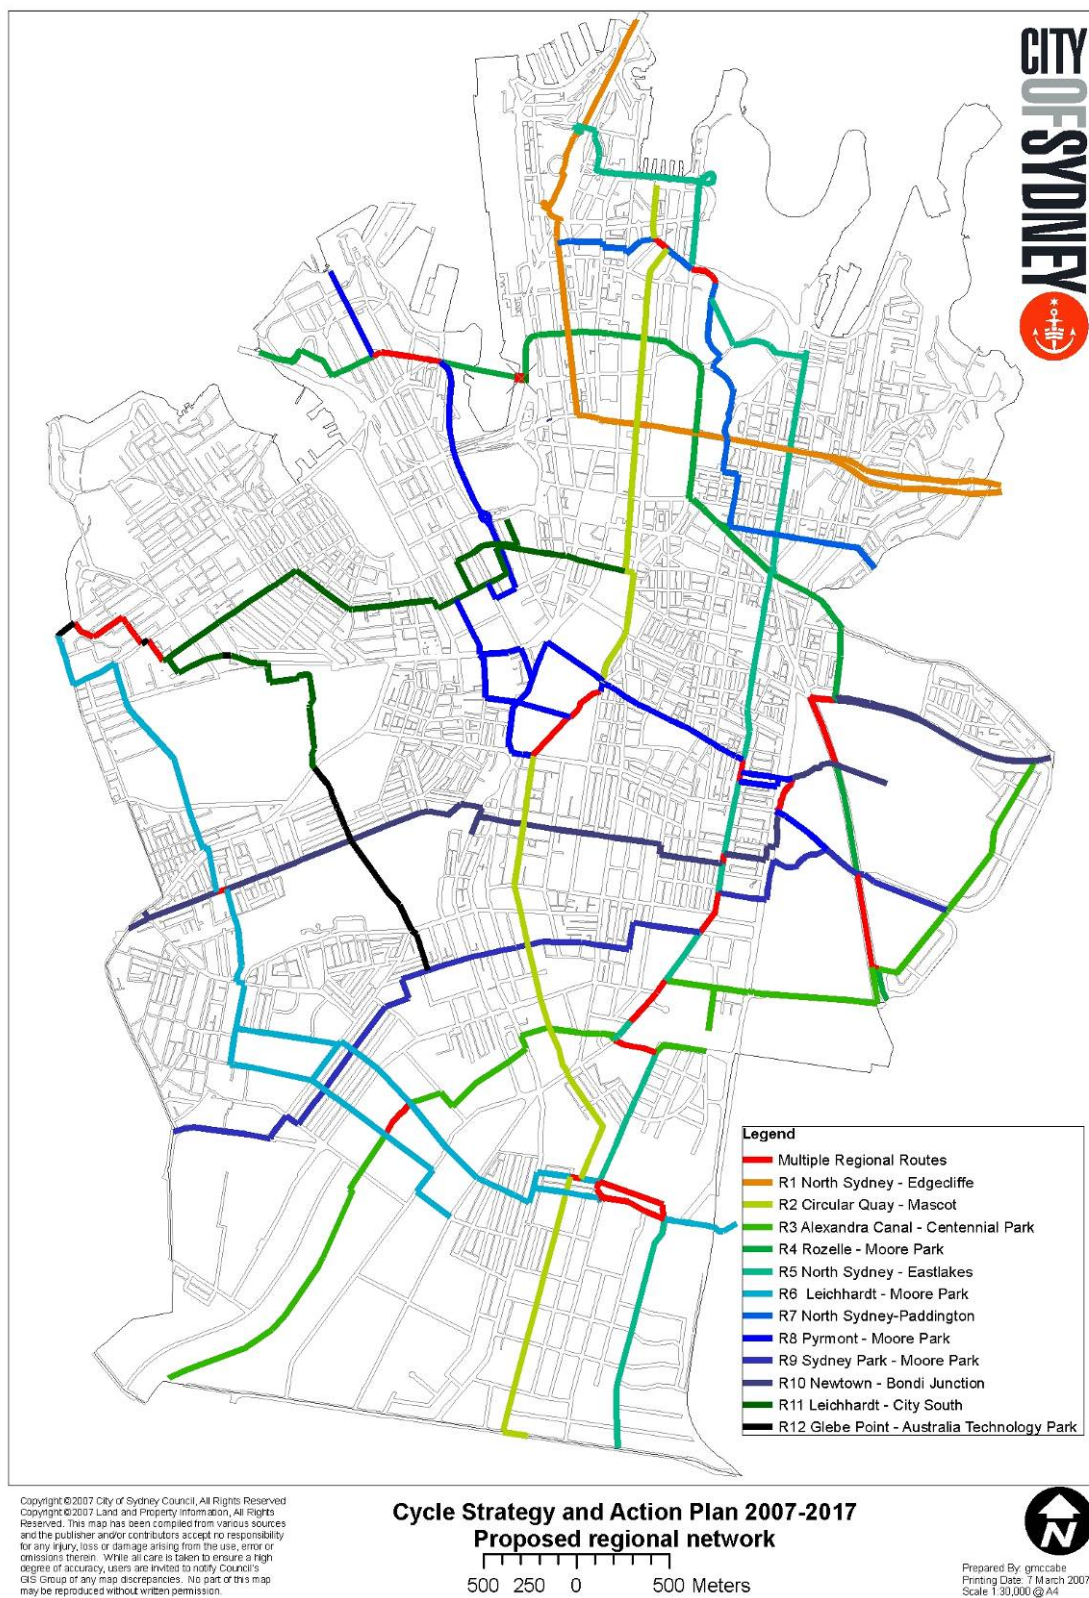 CITY
OF
SYDNEY
Legend
Multiple Regional Routes
R1 North Sydney - Edgecliffe
R2 Circular Quay - Mascot
R3 Alexandra Canal - Centennial Park
R4 Rozelle - Moore Park
R5 North Sydney - Eastlakes
R6 Leichhardt - Moore Park
R7 North Sydney-Paddington
R8 Pyrmont - Moore Park
R9 Sydney Park - Moore Park
R10 Newtown - Bondi Junction
R11 Leichhardt - City South
R12 Glebe Point - Australia Technology Park
Copyright ©2007 City of Sydney Council, All Rights Reserved
Copyright ©2007 Land and Property Information, All Rights
Reserved. This map has been compiled from various sources
and the publisher and/or contributors accept no responsibility
for any injury, loss or damage arising from the use, error or
omissions therein. While all care is taken to ensure a high
degree of accuracy, users are invited to notify Council's
GIS Group of any map discrepancies. No part of this map
may be reproduced without written permission.
Cycle Strategy and Action Plan 2007-2017
Proposed regional network
500 250 0 500 Meters
N
Prepared By: gmccabe
Printing Date: 7 March 2007
Scale 1:30,000 @ A4